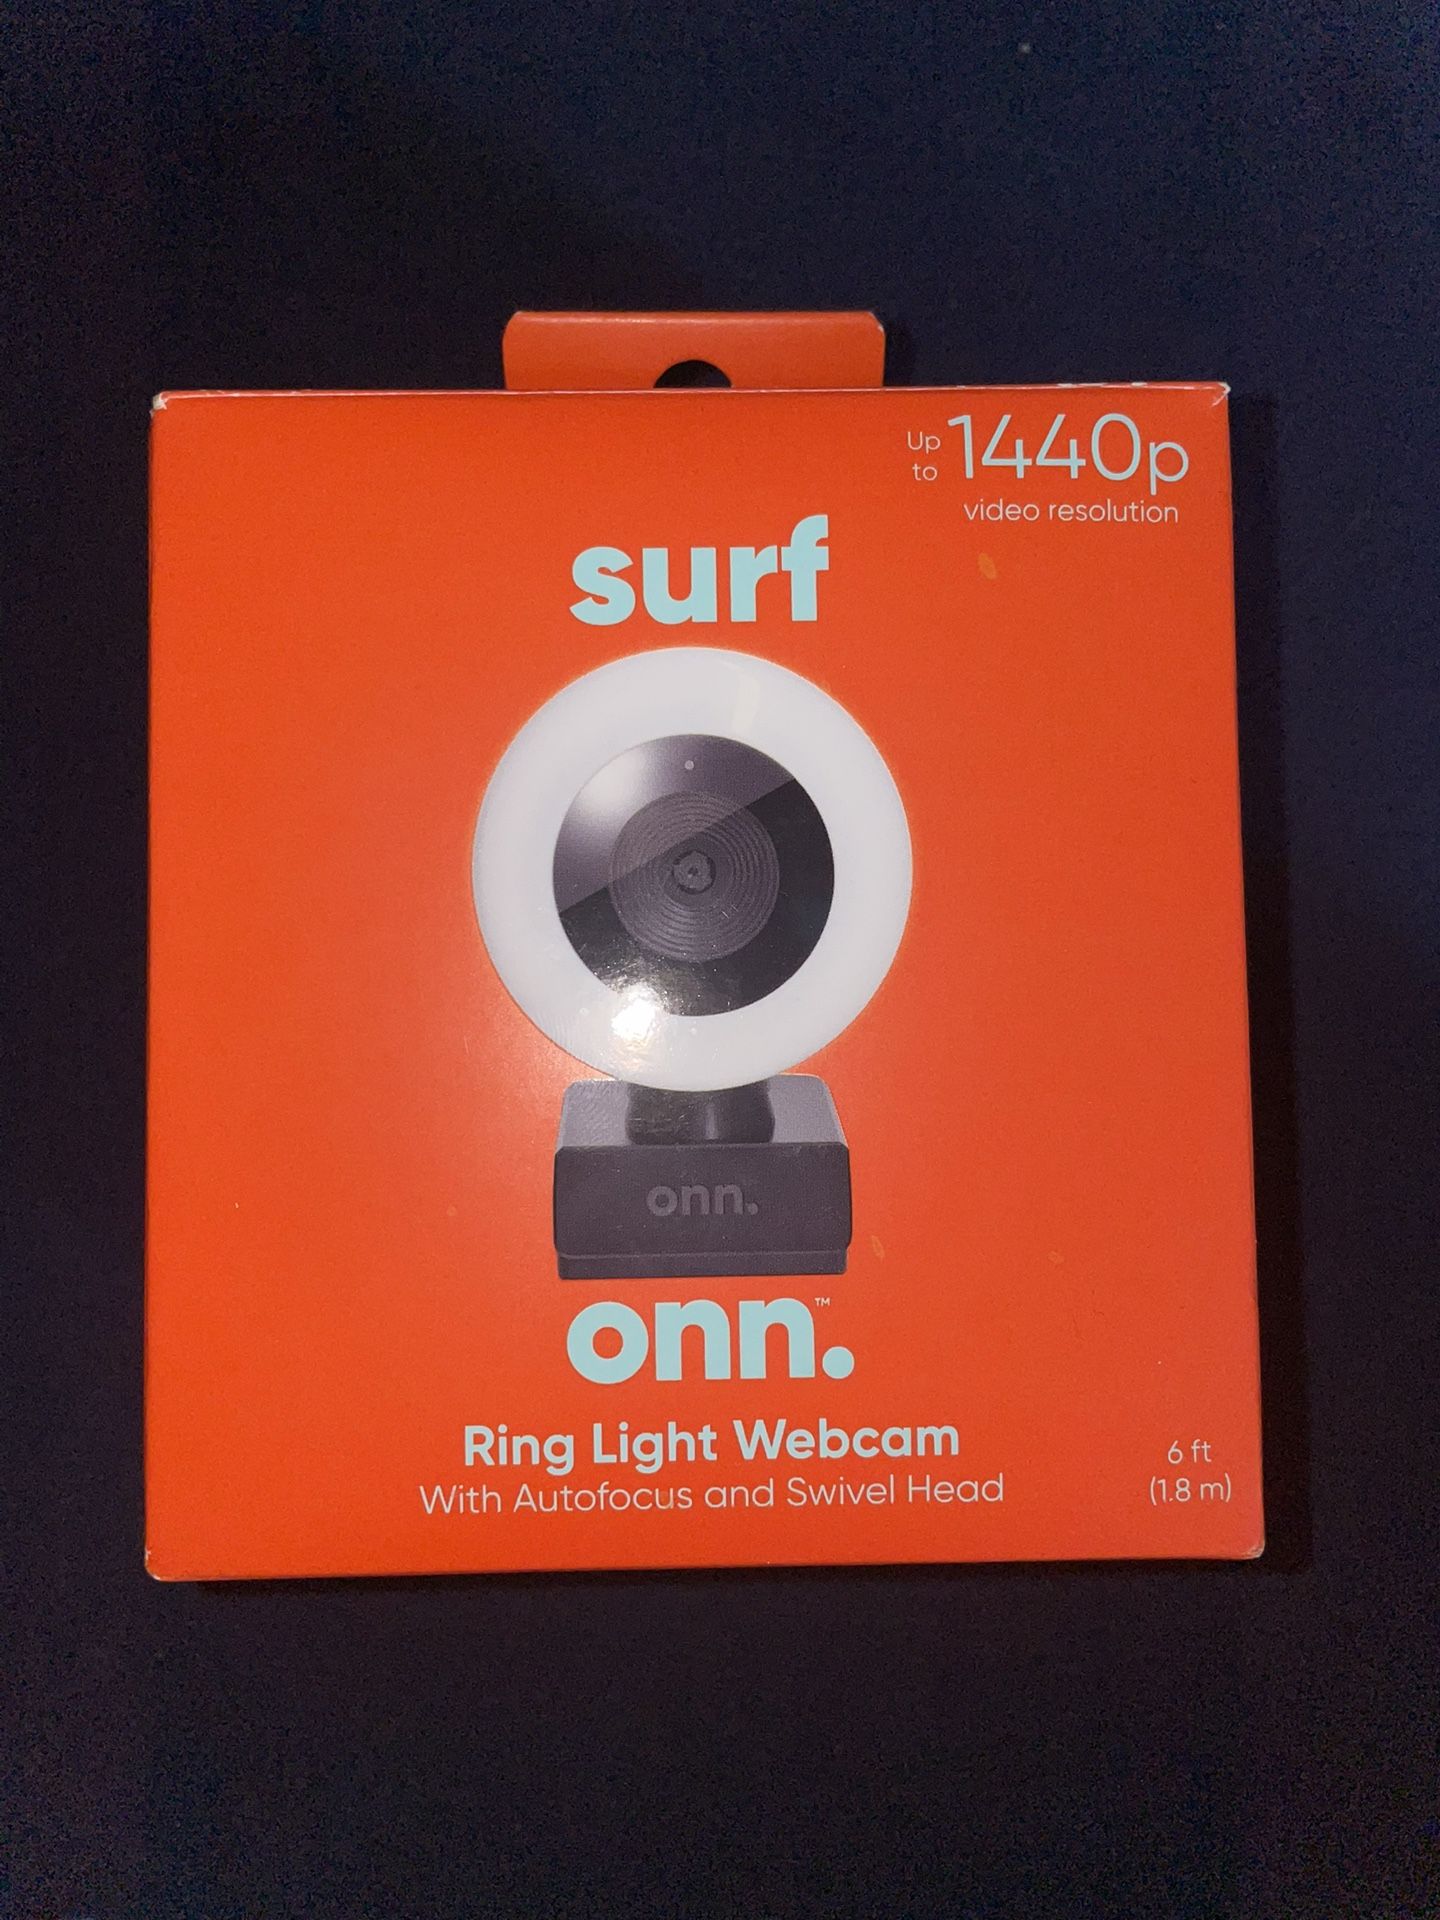 Up
to
1440p
video resolution
surf
onn.
onn.™
Ring Light Webcam
With Autofocus and Swivel Head
6 ft
(1.8 m)